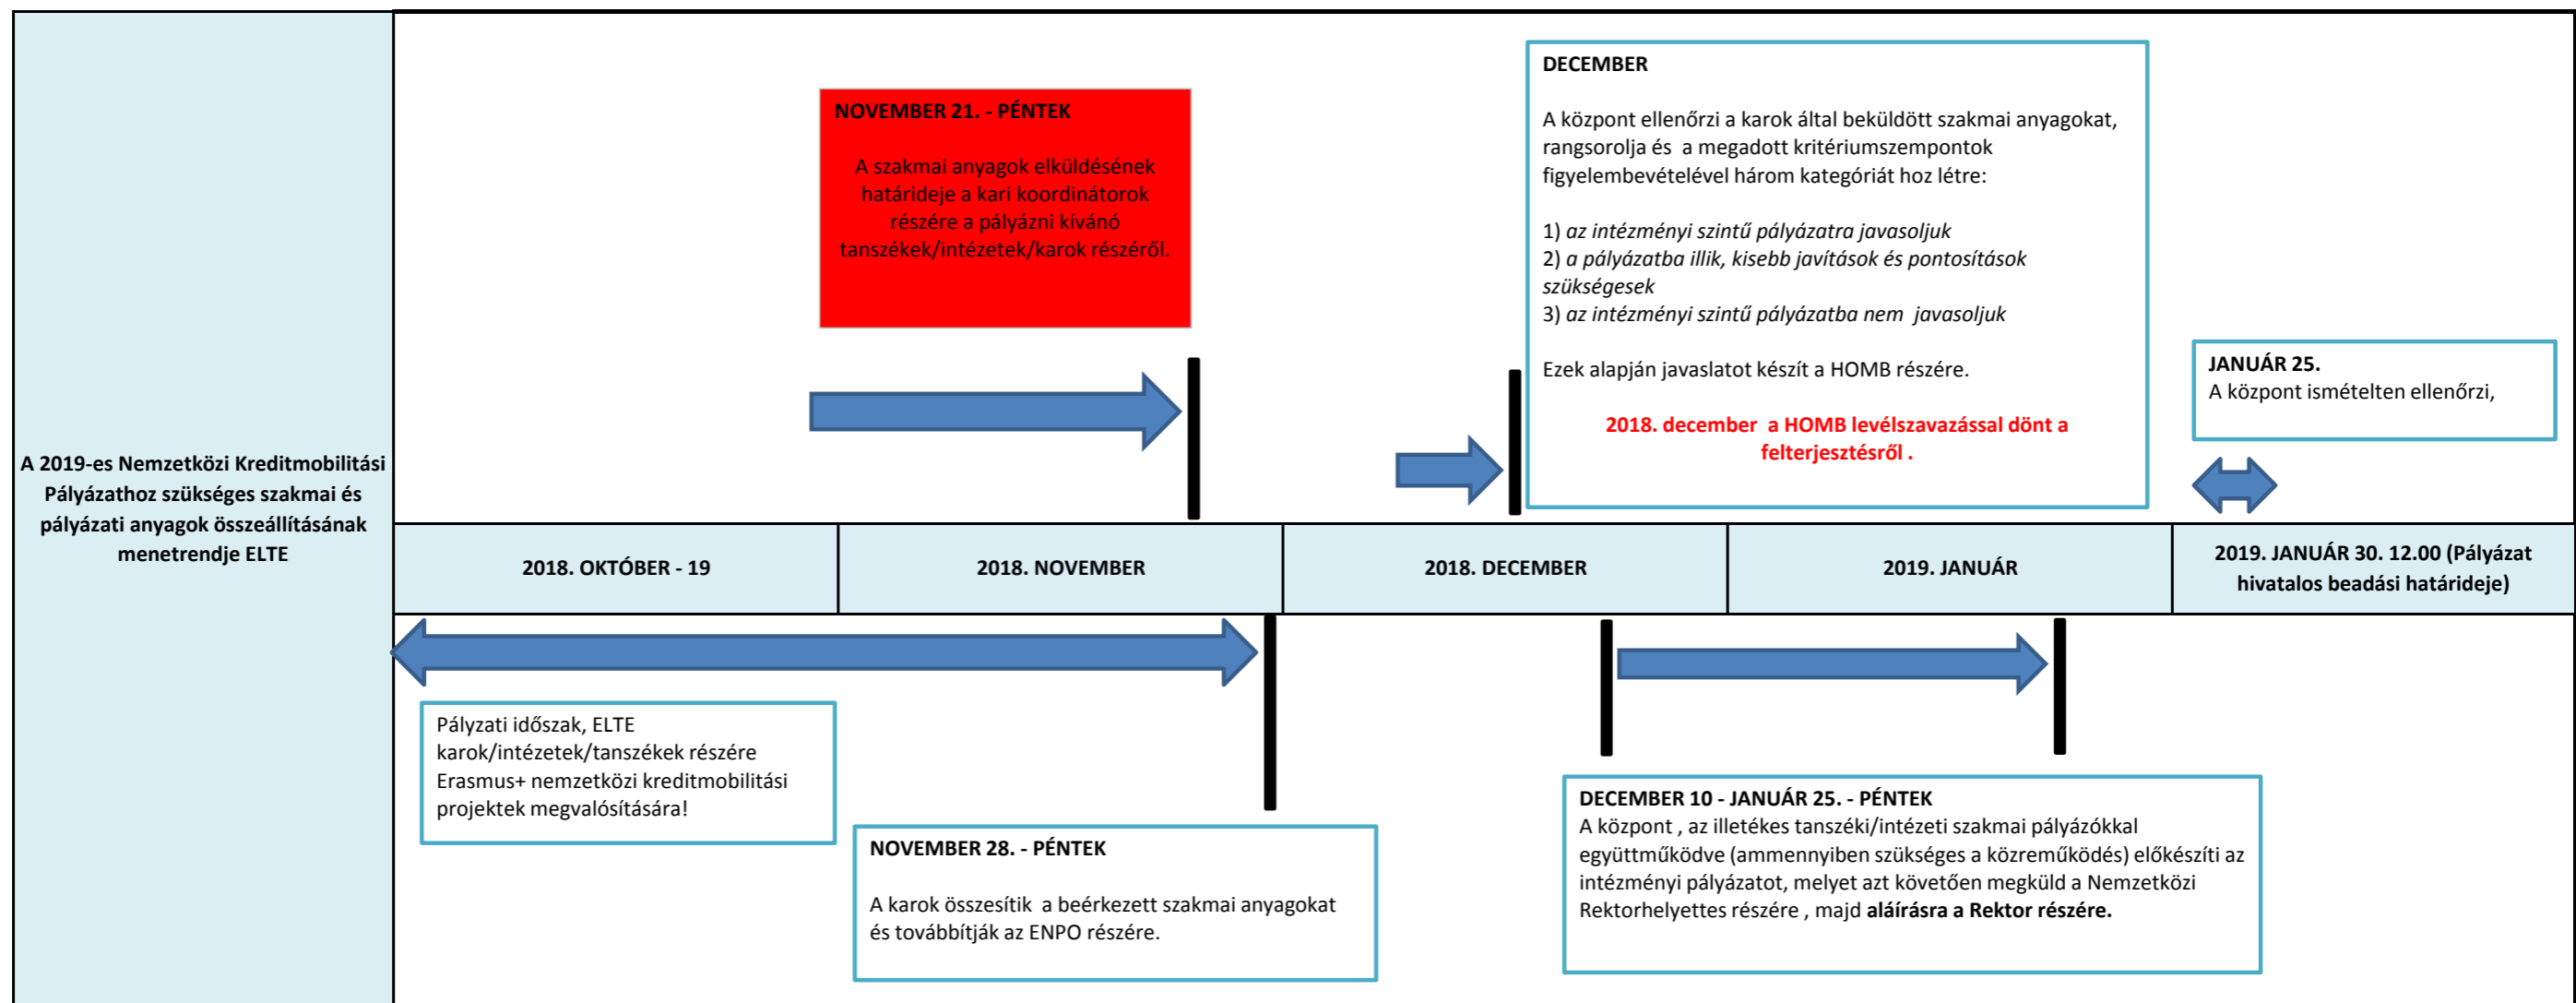 A 2019-es Nemzetközi Kreditmobilitási
Pályázathoz szükséges szakmai és
pályázati anyagok összeállításának
menetrendje ELTE
NOVEMBER 21. - PÉNTEK
A szakmai anyagok elküldésének
határideje a kari koordinátorok
részére a pályázni kívánó
tanszékek/intézetek/karok részéről.
DECEMBER
A központ ellenőrzi a karok által beküldött szakmai anyagokat,
rangsorolja és  a megadott kritériumszempontok
figyelembevételével három kategóriát hoz létre:
1) az intézményi szintű pályázatra javasoljuk
2) a pályázatba illik, kisebb javítások és pontosítások
szükségesek
3) az intézményi szintű pályázatba nem  javasoljuk
Ezek alapján javaslatot készít a HOMB részére.
2018. december  a HOMB levélszavazással dönt a
felterjesztésről .
JANUÁR 25.
A központ ismételten ellenőrzi,
2018. OKTÓBER - 19
2018. NOVEMBER
2018. DECEMBER
2019. JANUÁR
2019. JANUÁR 30. 12.00 (Pályázat
hivatalos beadási határideje)
Pályzati időszak, ELTE
karok/intézetek/tanszékek részére
Erasmus+ nemzetközi kreditmobilitási
projektek megvalósítására!
NOVEMBER 28. - PÉNTEK
A karok összesítik  a beérkezett szakmai anyagokat
és továbbítják az ENPO részére.
DECEMBER 10 - JANUÁR 25. - PÉNTEK
A központ , az illetékes tanszéki/intézeti szakmai pályázókkal
együttműködve (ammennyiben szükséges a közreműködés) előkészíti az
intézményi pályázatot, melyet azt követően megküld a Nemzetközi
Rektorhelyettes részére , majd aláírásra a Rektor részére.